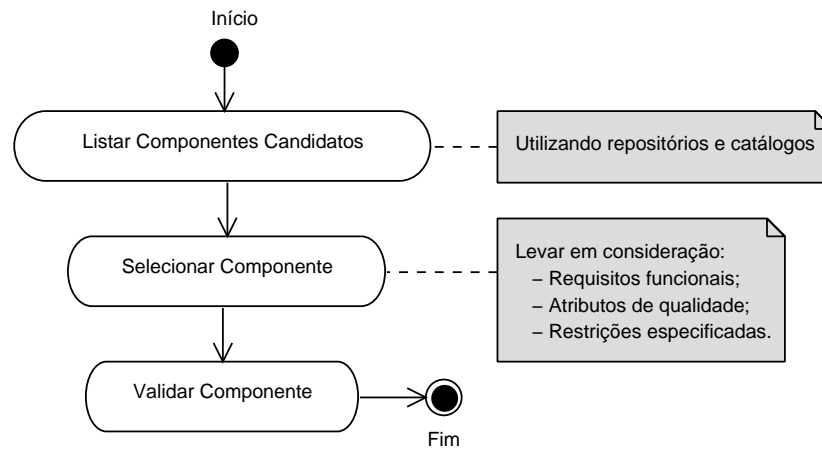 Início
Listar Componentes Candidatos
Utilizando repositórios e catálogos
Selecionar Componente
Levar em consideração:
– Requisitos funcionais;
– Atributos de qualidade;
– Restrições especificadas.
Validar Componente
Fim